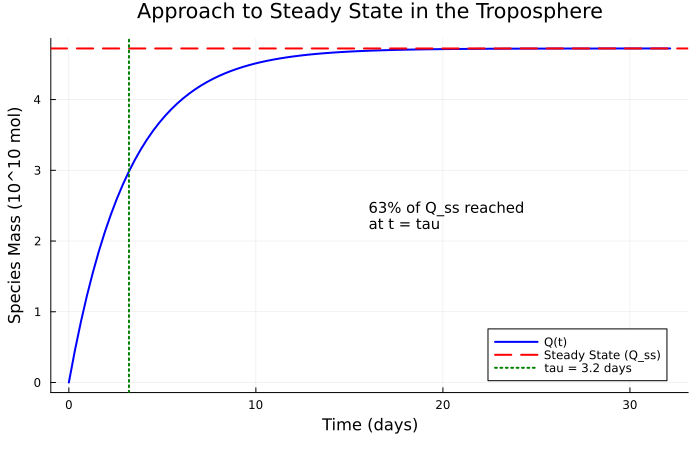 Approach to Steady State in the Troposphere
Species Mass (10^10 mol)
4
3
2
1
0
63% of Q_ss reached
at t = tau
Q(t)
Steady State (Q_ss)
tau = 3.2 days
0 10 20 30
Time (days)